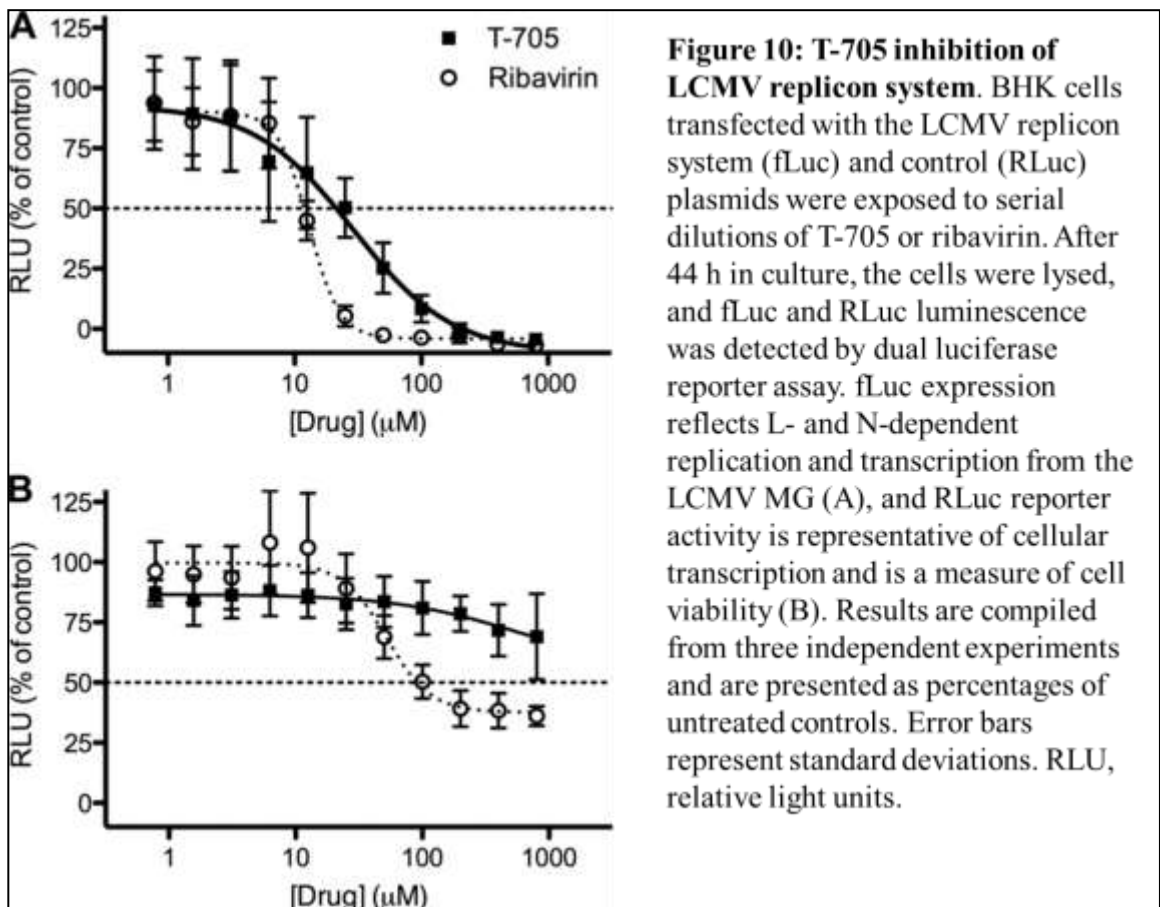 A
125
100
75
50
25
0
RLU (% of control)
T-705
Ribavirin
1
10
100
1000
[Drug] (μM)
B
125
100
75
50
25
0
RLU (% of control)
1
10
100
1000
[Drug] (μM)
Figure 10: T-705 inhibition of
LCMV replicon system. BHK cells
transfected with the LCMV replicon
system (fLuc) and control (RLuc)
plasmids were exposed to serial
dilutions of T-705 or ribavirin. After
44 h in culture, the cells were lysed,
and fLuc and RLuc luminescence
was detected by dual luciferase
reporter assay. fLuc expression
reflects L- and N-dependent
replication and transcription from the
LCMV MG (A), and RLuc reporter
activity is representative of cellular
transcription and is a measure of cell
viability (B). Results are compiled
from three independent experiments
and are presented as percentages of
untreated controls. Error bars
represent standard deviations. RLU,
relative light units.